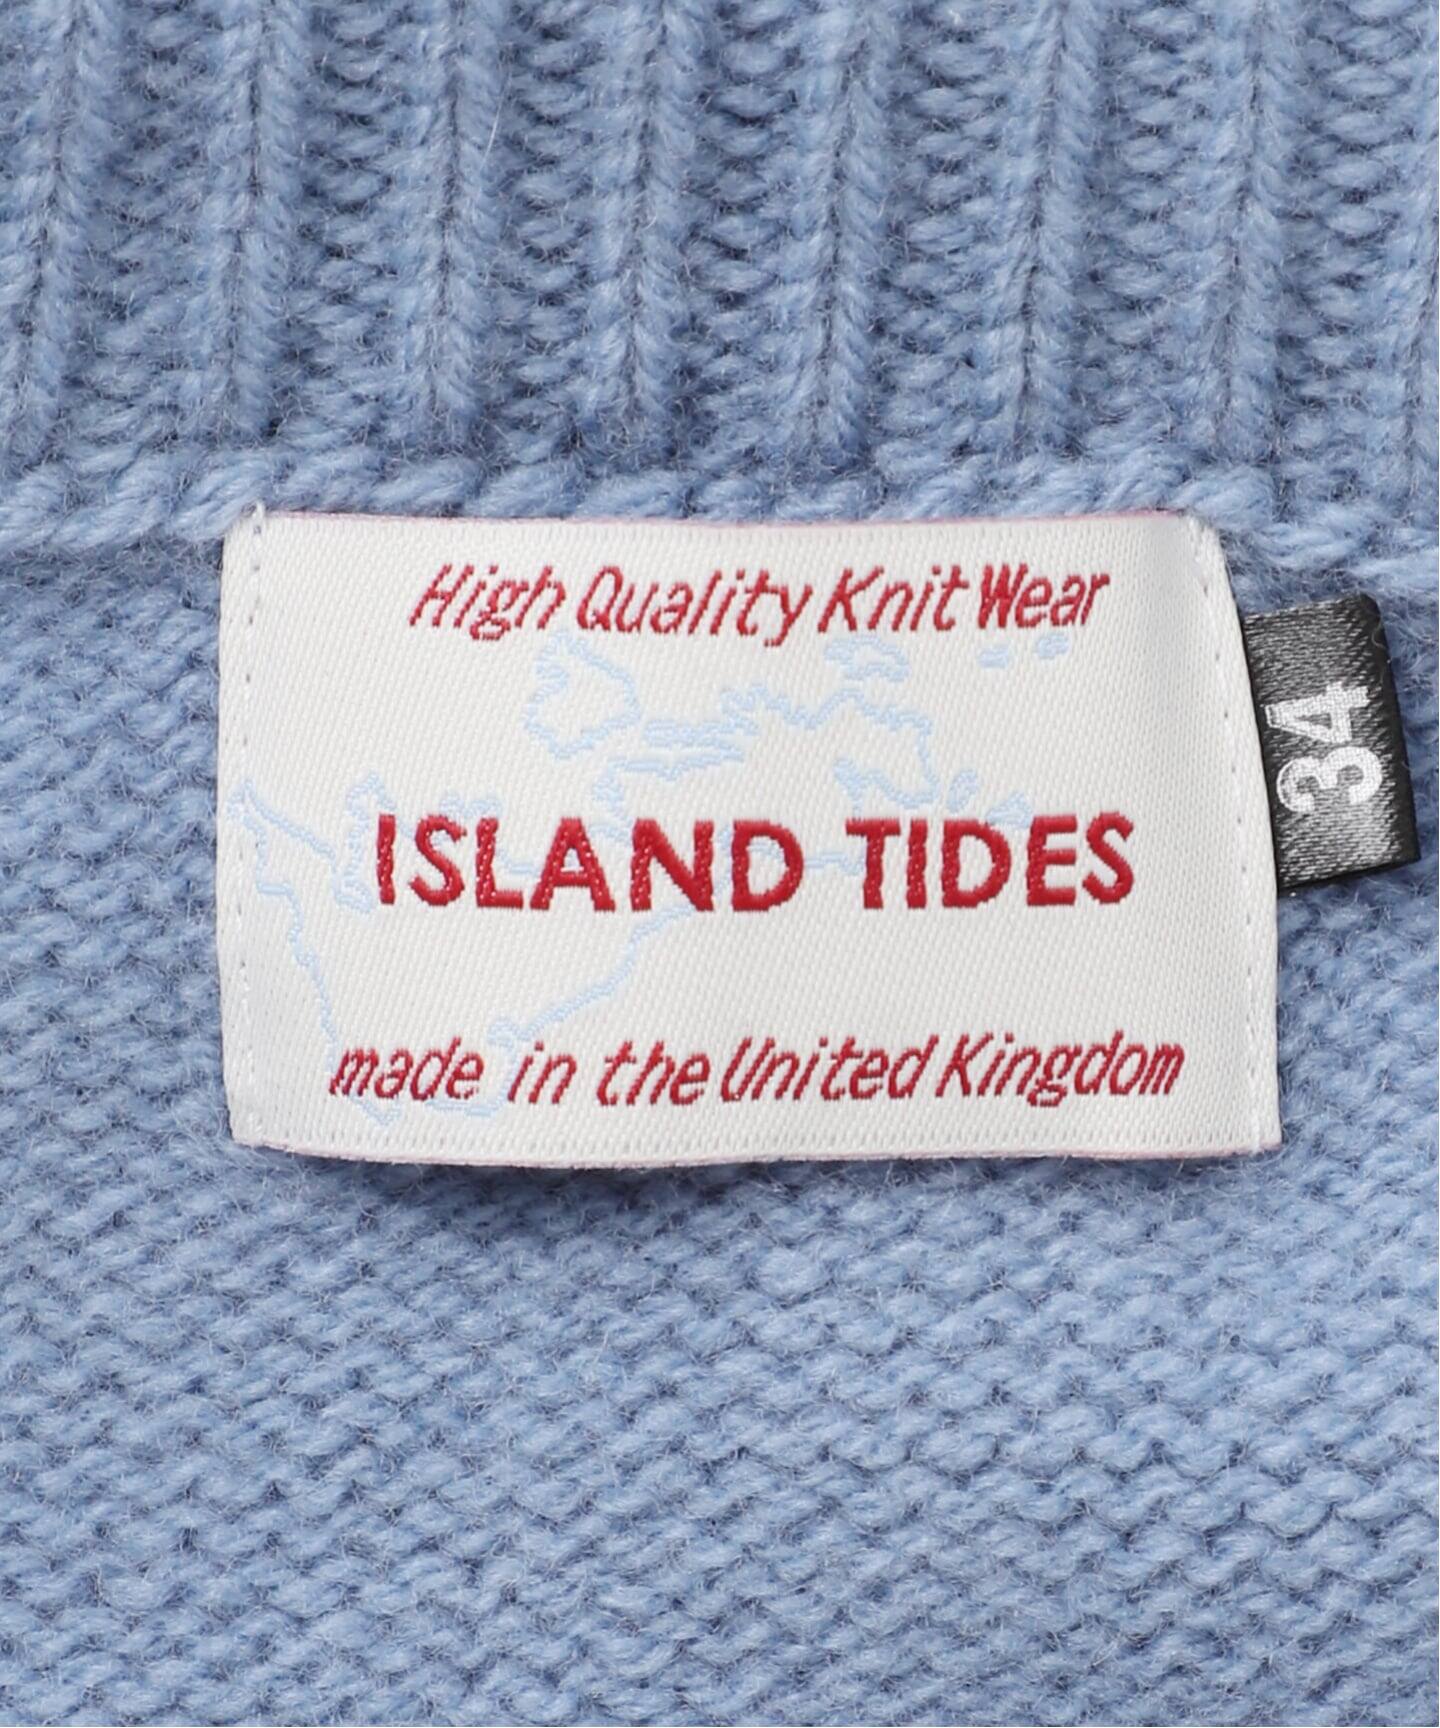 High Quality Knit Wear
ISLAND TIDES
made in the United Kingdom
34